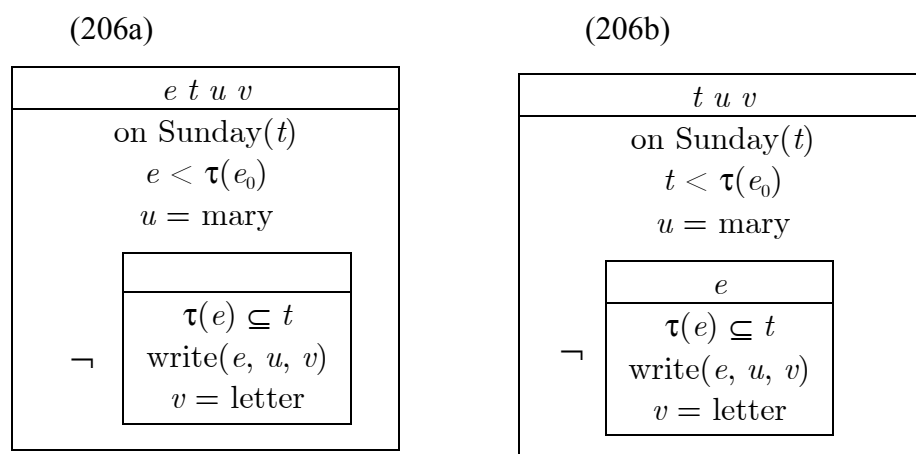 (206a)
e t u v
on Sunday(t)
e < τ(e₀)
u = mary
¬
τ(e) ⊆ t
write(e, u, v)
v = letter
(206b)
t u v
on Sunday(t)
t < τ(e₀)
u = mary
¬
e
τ(e) ⊆ t
write(e, u, v)
v = letter